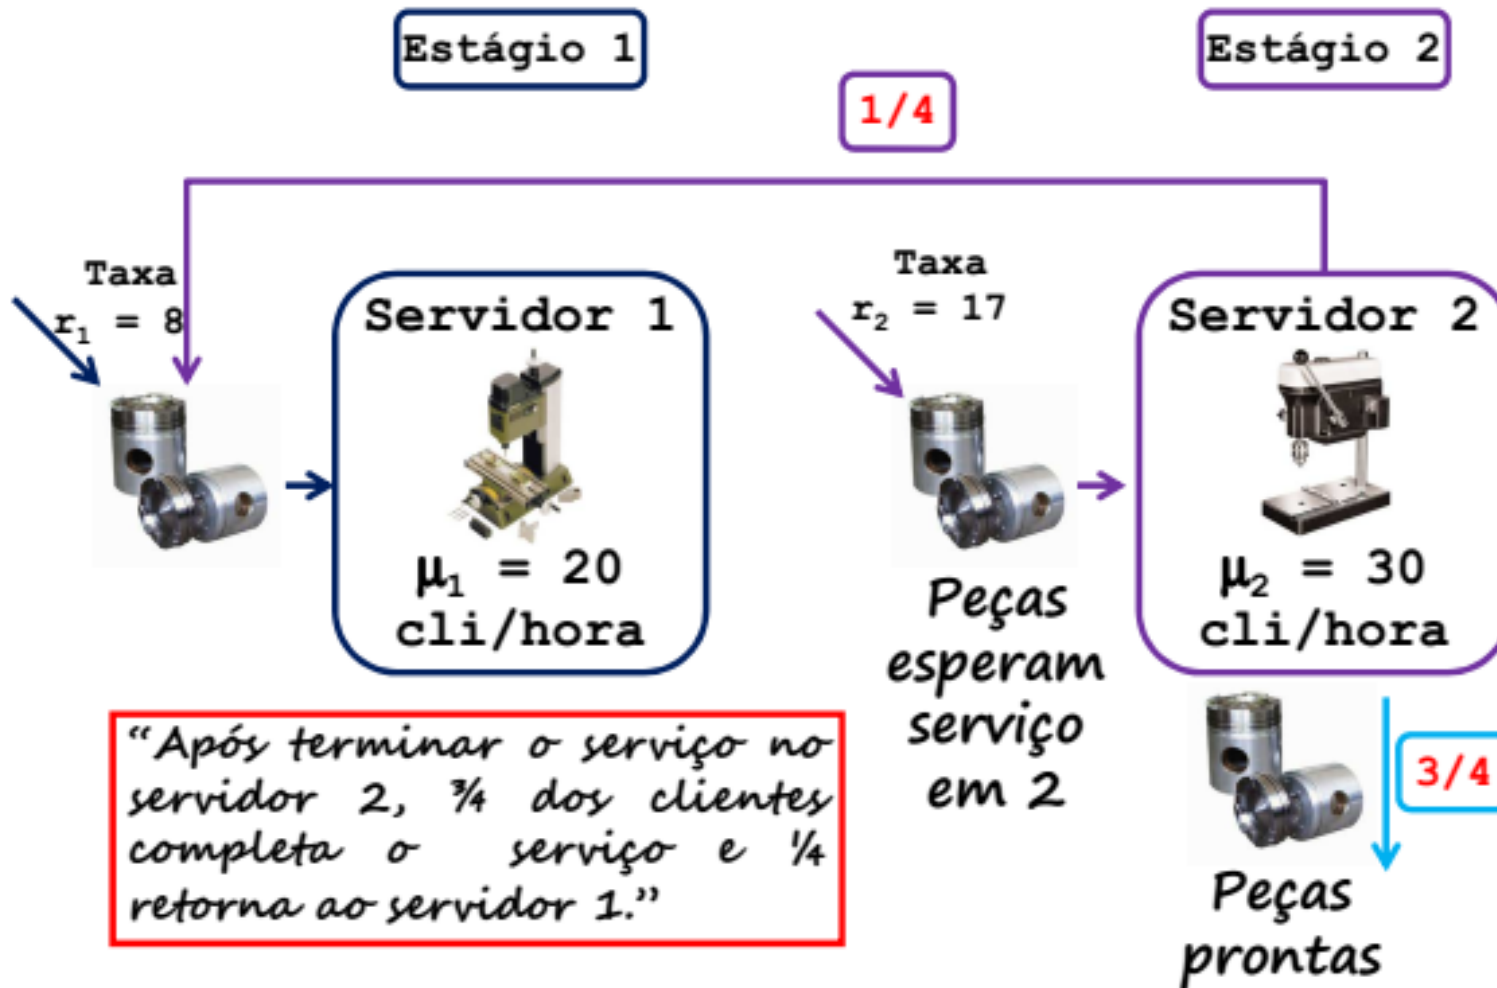 Estágio 1
Estágio 2
1/4
Taxa
r₁ = 8
Servidor 1
μ₁ = 20
cli/hora
Taxa
r₂ = 17
Servidor 2
μ₂ = 30
cli/hora
Peças
esperam
serviço
em 2
“Após terminar o serviço no
servidor 2, ¾ dos clientes
completa o serviço e ¼
retorna ao servidor 1.”
3/4
Peças
prontas